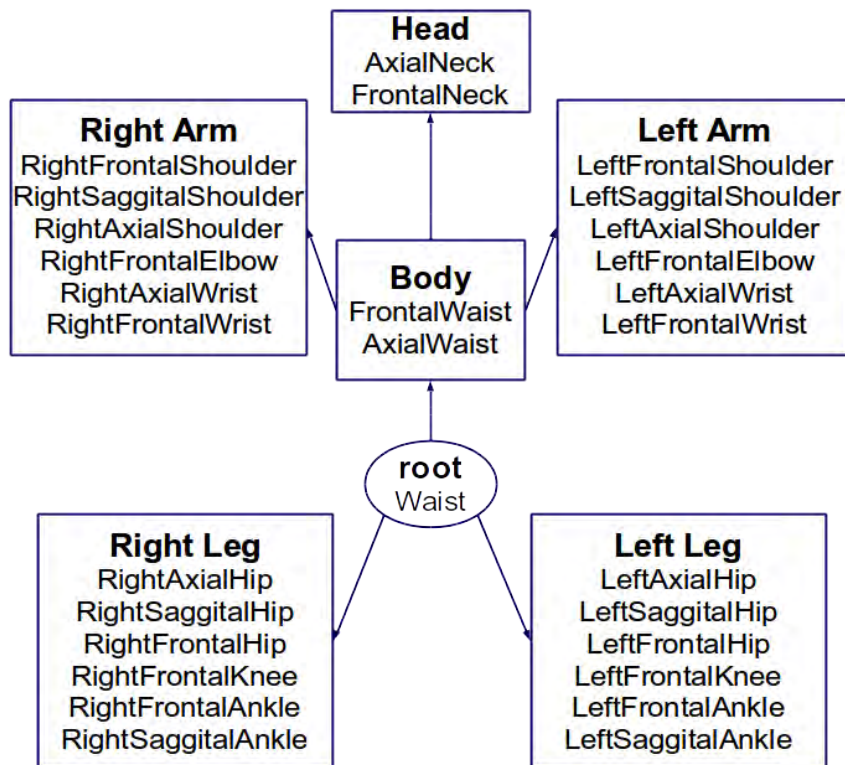 Head
AxialNeck
FrontalNeck
Right Arm
RightFrontalShoulder
RightSaggitalShoulder
RightAxialShoulder
RightFrontalElbow
RightAxialWrist
RightFrontalWrist
Left Arm
LeftFrontalShoulder
LeftSaggitalShoulder
LeftAxialShoulder
LeftFrontalElbow
LeftAxialWrist
LeftFrontalWrist
Body
FrontalWaist
AxialWaist
root
Waist
Right Leg
RightAxialHip
RightSaggitalHip
RightFrontalHip
RightFrontalKnee
RightFrontalAnkle
RightSaggitalAnkle
Left Leg
LeftAxialHip
LeftSaggitalHip
LeftFrontalHip
LeftFrontalKnee
LeftFrontalAnkle
LeftSaggitalAnkle